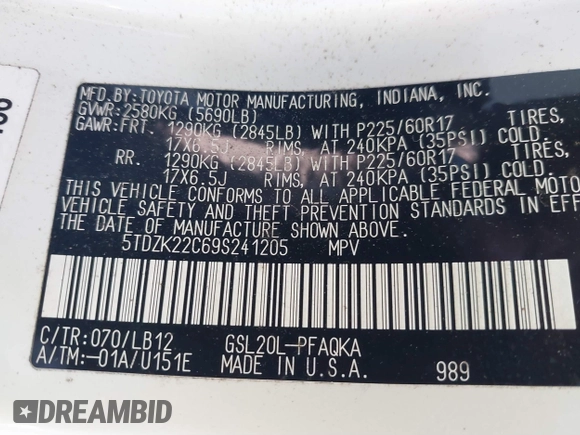 MFD.BY:TOYOTA MOTOR MANUFACTURING, INDIANA, INC.
GVWR:2580KG (5690LB)
GAWR:FRT. 1290KG (2845LB) WITH P225/60R17 TIRES,
17X6.5J RIMS, AT 240KPA (35PSI) COLD.
RR. 1290KG (2845LB) WITH P225/60R17 TIRES,
17X6.5J RIMS, AT 240KPA (35PSI) COLD.
THIS VEHICLE CONFORMS TO ALL APPLICABLE FEDERAL MOTO
VEHICLE SAFETY AND THEFT PREVENTION STANDARDS IN EF
THE DATE OF MANUFACTURE SHOWN ABOVE.
5TDZK22C69S241205 MPV
C/TR:070/LB12 GSL20L-PFAQKA
A/TM:-01A/U151E MADE IN U.S.A. 989
DREAMBID